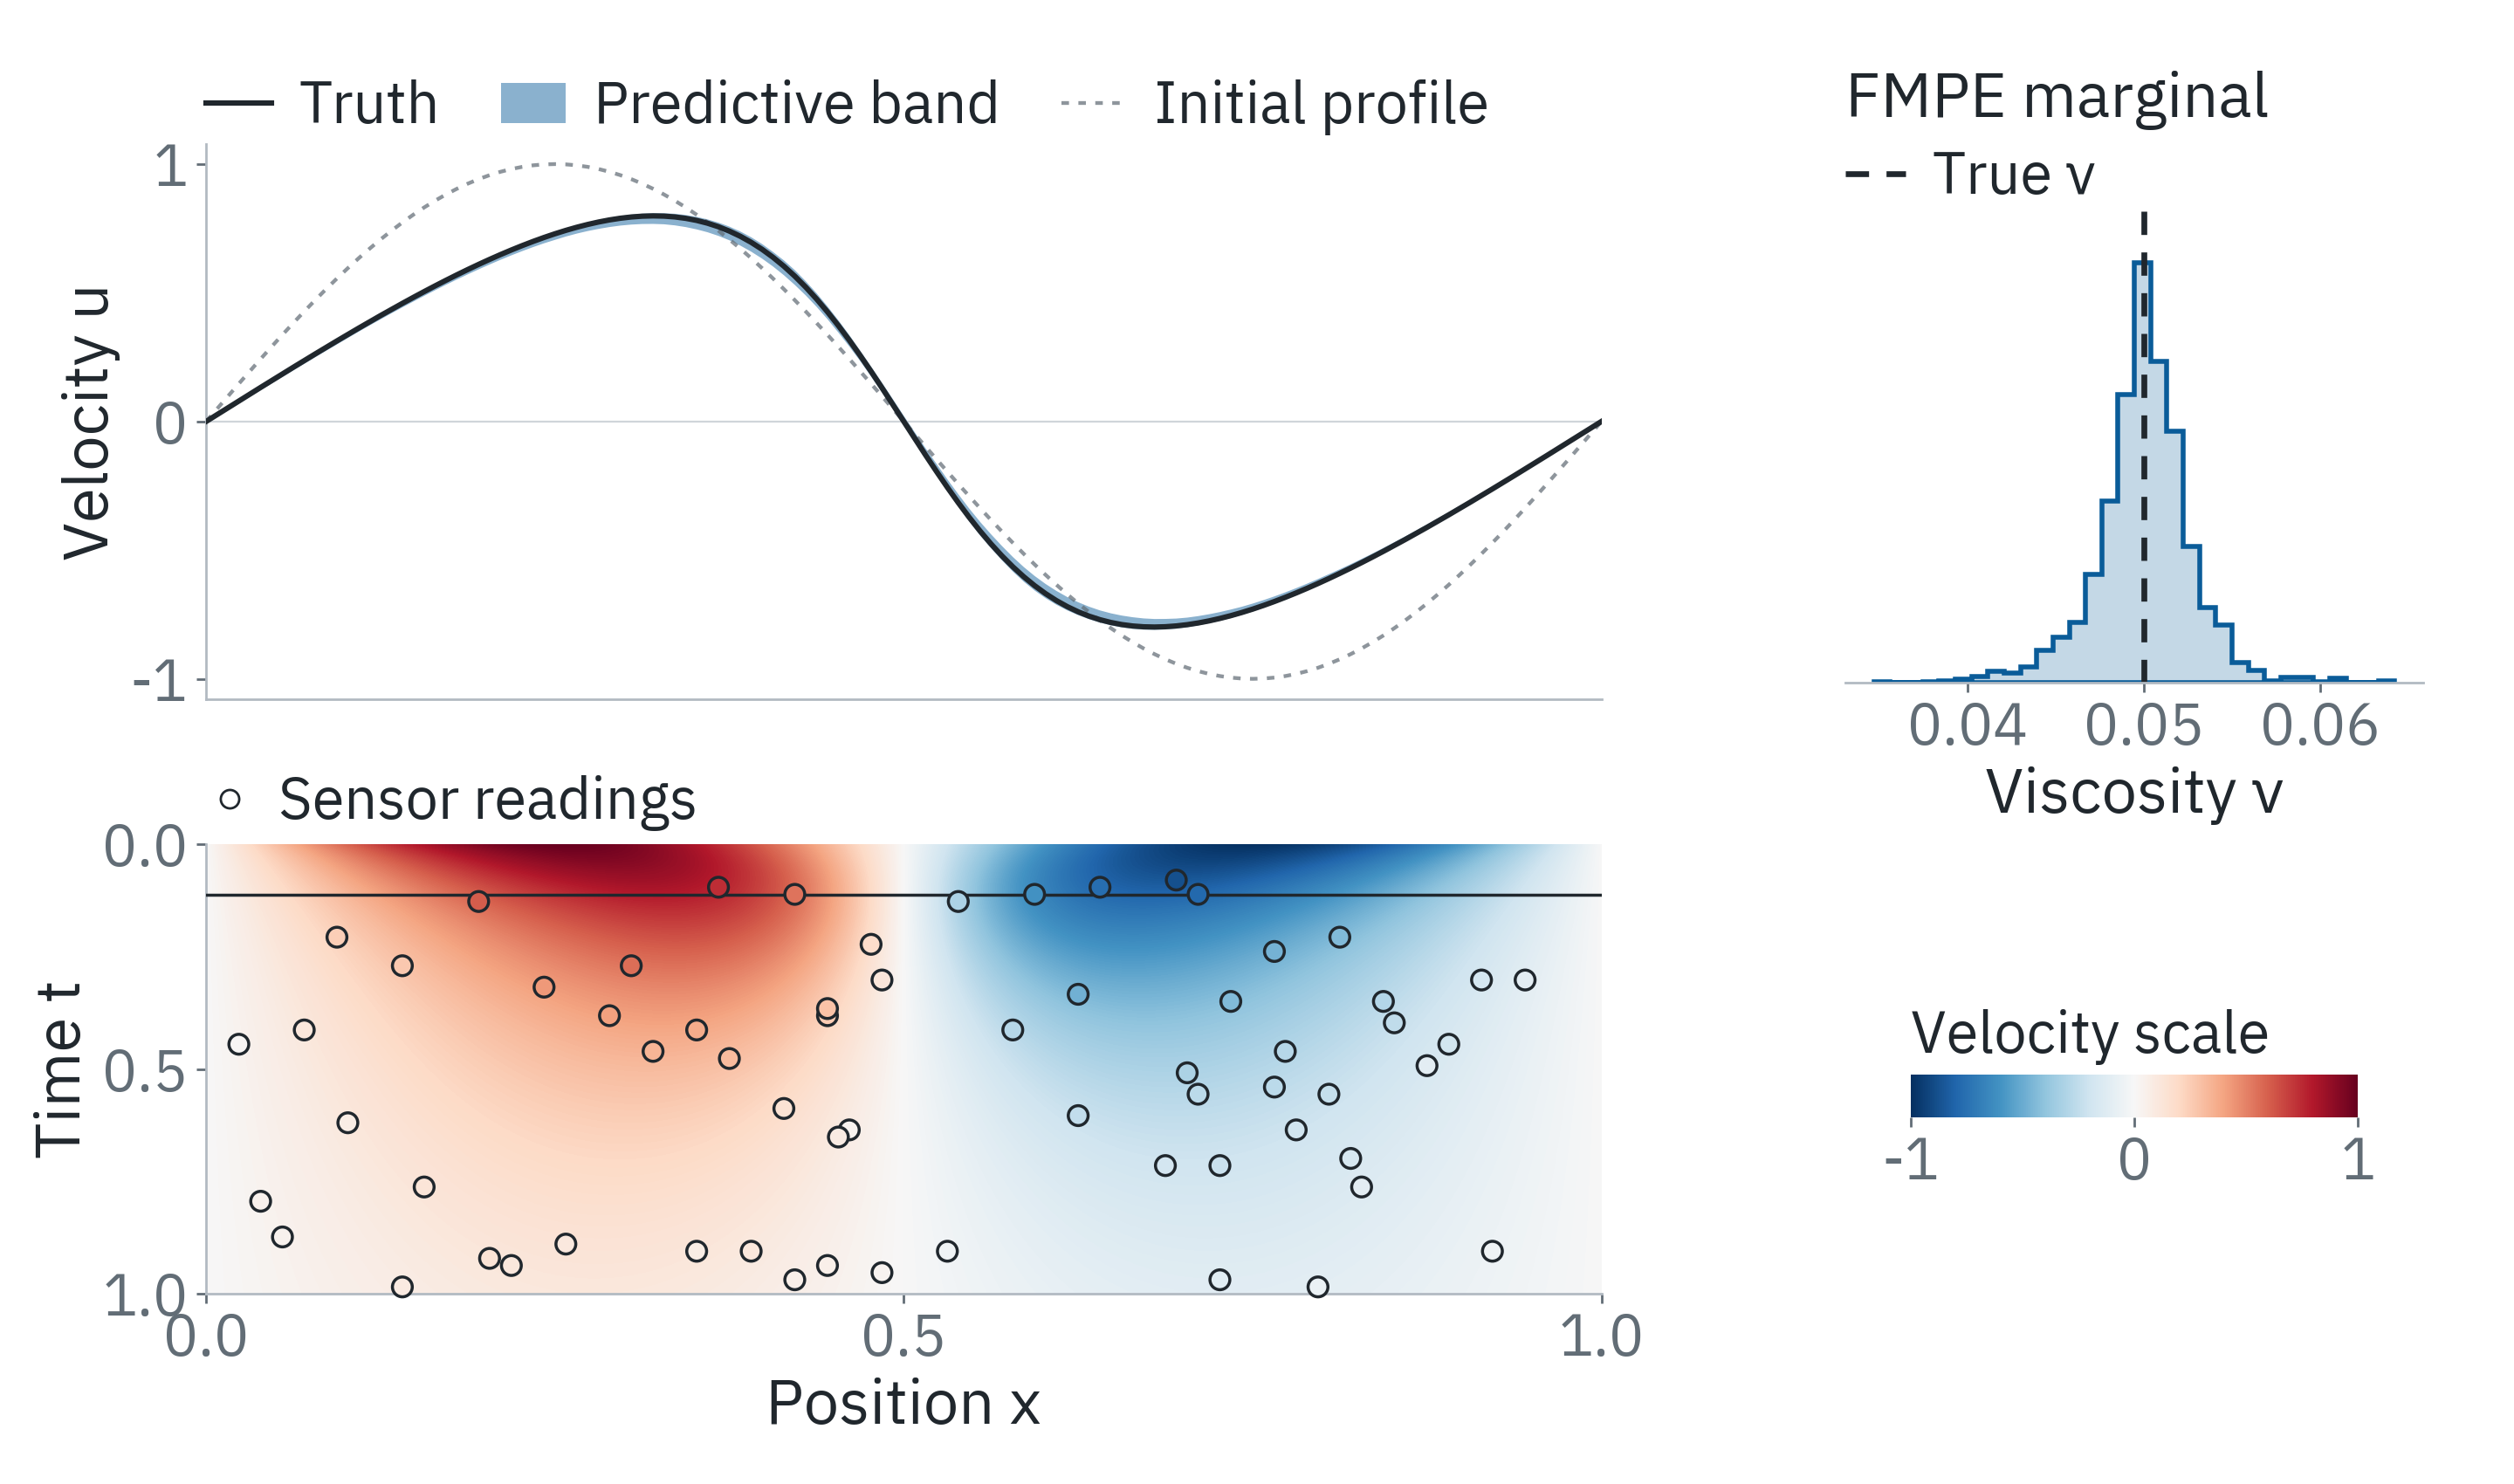 Truth Predictive band Initial profile
1
0
-1
Velocity u
FMPE marginal
True ν
0.04 0.05 0.06
Viscosity ν
Sensor readings
0.0
0.5
1.0
Time t
0.0 0.5 1.0
Position x
Velocity scale
-1 0 1